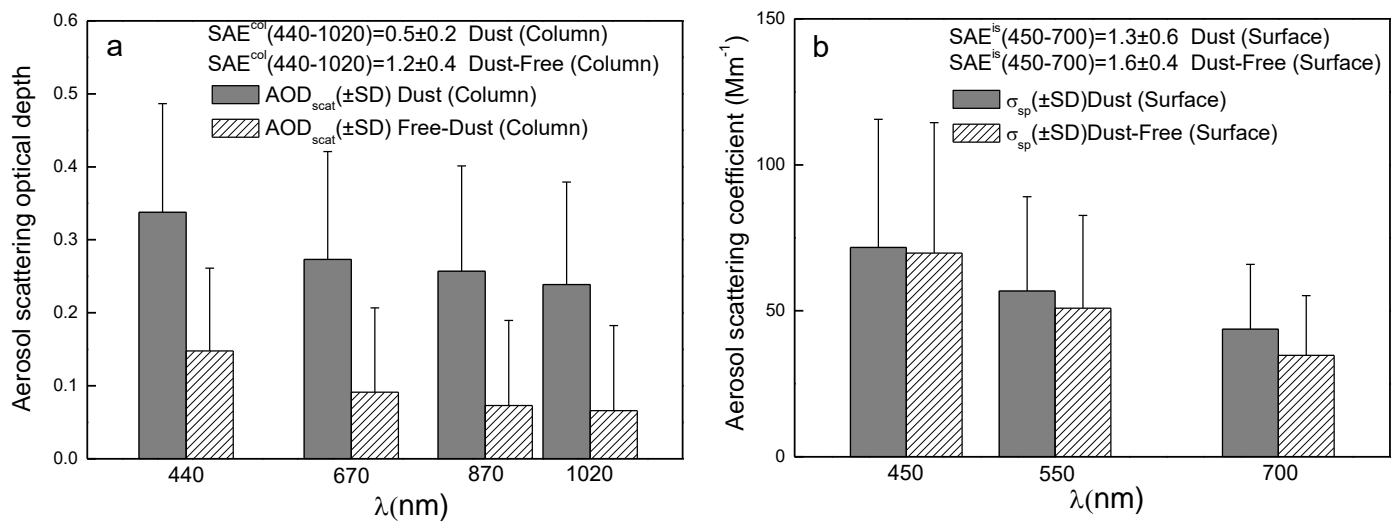 a
SAE^col(440-1020)=0.5±0.2 Dust (Column)
SAE^col(440-1020)=1.2±0.4 Dust-Free (Column)
AOD_scat(±SD) Dust (Column)
AOD_scat(±SD) Free-Dust (Column)
Aerosol scattering optical depth
0.6
0.5
0.4
0.3
0.2
0.1
0.0
440 670 870 1020
λ(nm)
b
SAE^is(450-700)=1.3±0.6 Dust (Surface)
SAE^is(450-700)=1.6±0.4 Dust-Free (Surface)
σ_sp(±SD)Dust (Surface)
σ_sp(±SD)Dust-Free (Surface)
Aerosol scattering coefficient (Mm⁻¹)
150
100
50
0
450 550 700
λ(nm)